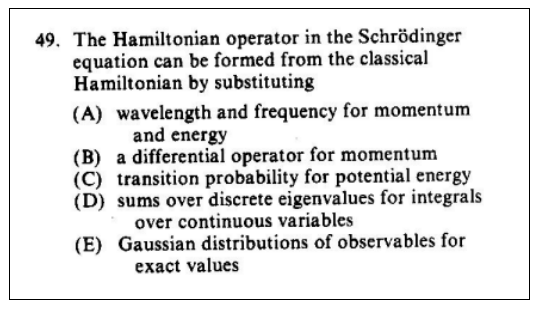 49. The Hamiltonian operator in the Schrödinger
equation can be formed from the classical
Hamiltonian by substituting
(A) wavelength and frequency for momentum
and energy
(B) a differential operator for momentum
(C) transition probability for potential energy
(D) sums over discrete eigenvalues for integrals
over continuous variables
(E) Gaussian distributions of observables for
exact values